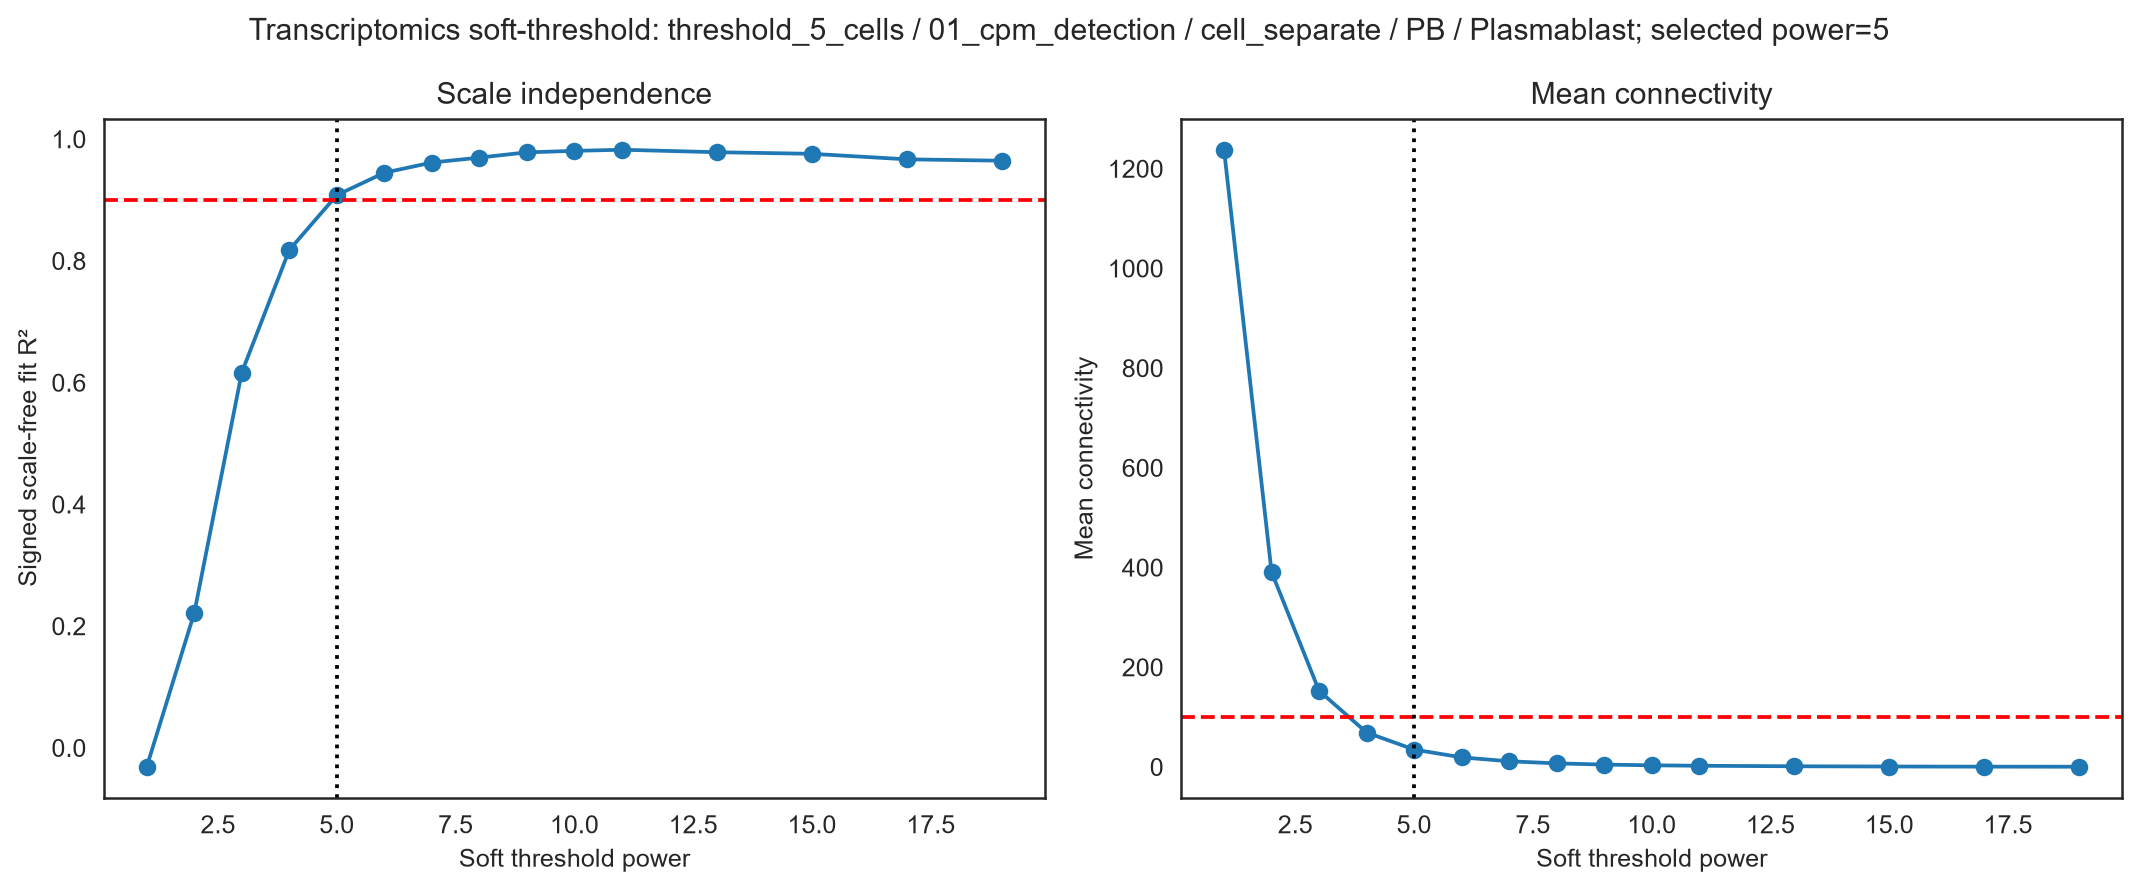 Transcriptomics soft-threshold: threshold_5_cells / 01_cpm_detection / cell_separate / PB / Plasmablast; selected power=5
Scale independence
Signed scale-free fit R²
1.0
0.8
0.6
0.4
0.2
0.0
2.5 5.0 7.5 10.0 12.5 15.0 17.5
Soft threshold power
Mean connectivity
Mean connectivity
1200
1000
800
600
400
200
0
2.5 5.0 7.5 10.0 12.5 15.0 17.5
Soft threshold power